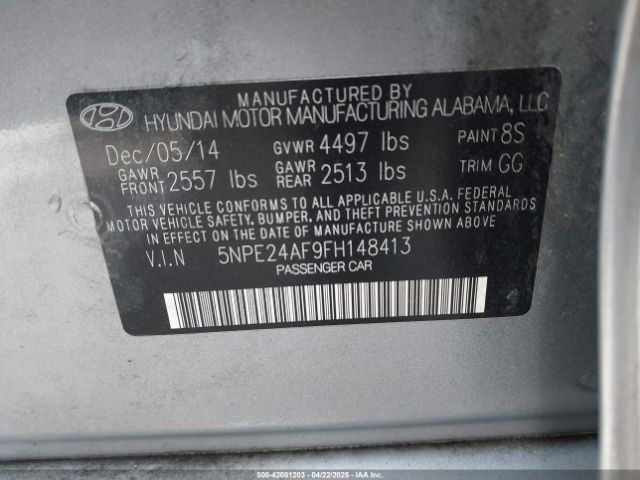 MANUFACTURED BY
HYUNDAI MOTOR MANUFACTURING ALABAMA, LLC
Dec/05/14 GVWR 4497 lbs PAINT 8S
GAWR FRONT 2557 lbs GAWR REAR 2513 lbs TRIM GG
THIS VEHICLE CONFORMS TO ALL APPLICABLE U.S.A. FEDERAL
MOTOR VEHICLE SAFETY, BUMPER, AND THEFT PREVENTION
STANDARDS IN EFFECT ON THE DATE OF MANUFACTURE SHOWN ABOVE
V.I.N 5NPE24AF9FH148413
PASSENGER CAR
000-42081203 - 04/22/2025 - IAAI.COM